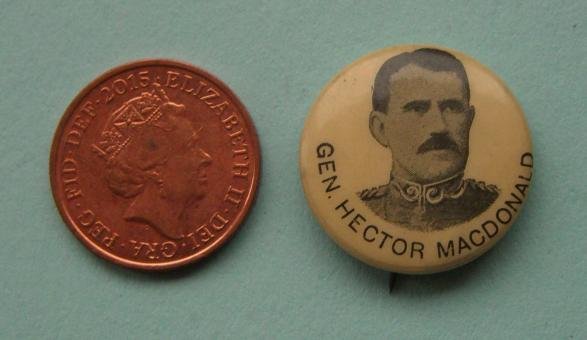 ELIZABETH II · DEI · GRA · REG · FID · DEF · 2015
GEN. HECTOR MACDONALD